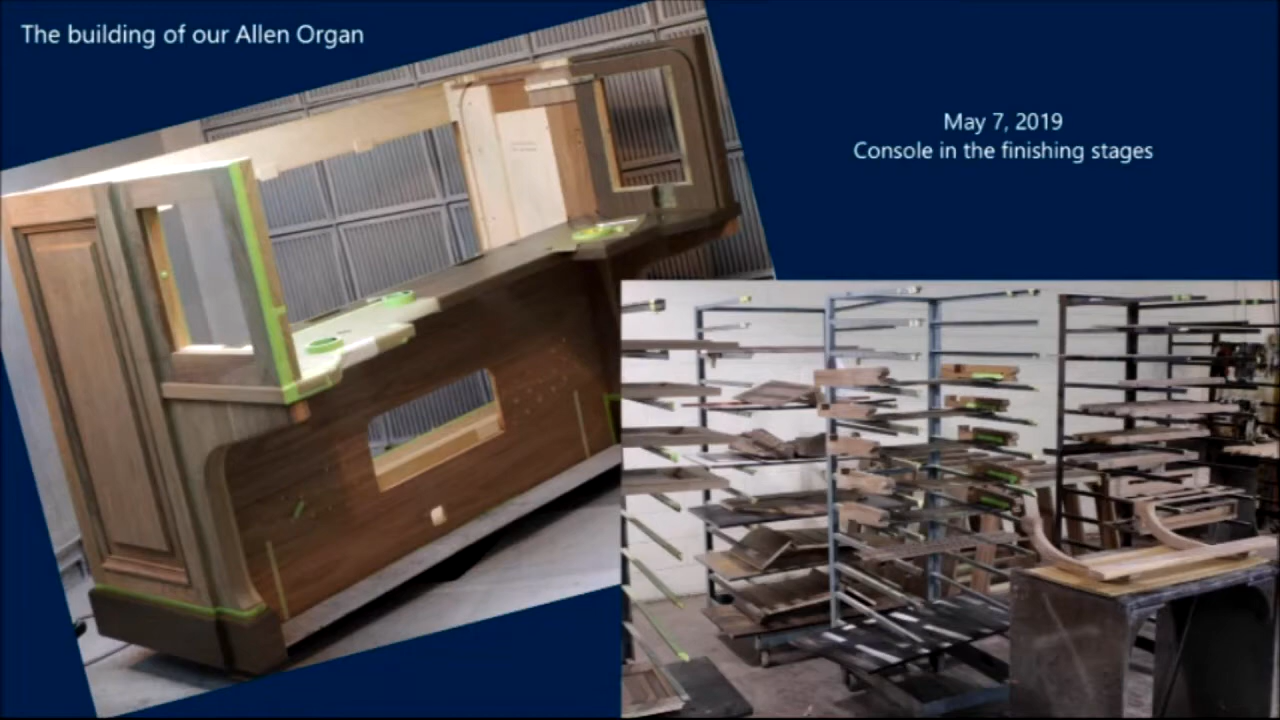 The building of our Allen Organ
May 7, 2019
Console in the finishing stages